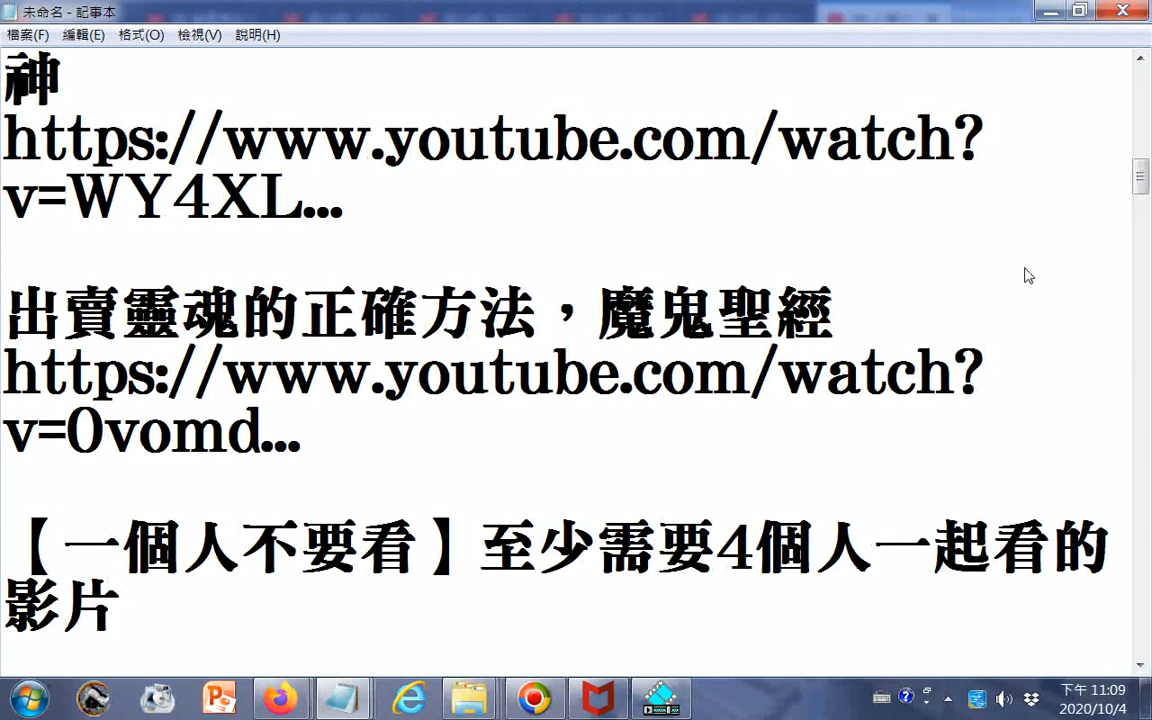 未命名 - 記事本
檔案(F) 編輯(E) 格式(O) 檢視(V) 說明(H)
神
https://www.youtube.com/watch?
v=WY4XL...
出賣靈魂的正確方法，魔鬼聖經
https://www.youtube.com/watch?
v=Ovomd...
【一個人不要看】至少需要4個人一起看的
影片
下午 11:09
2020/10/4